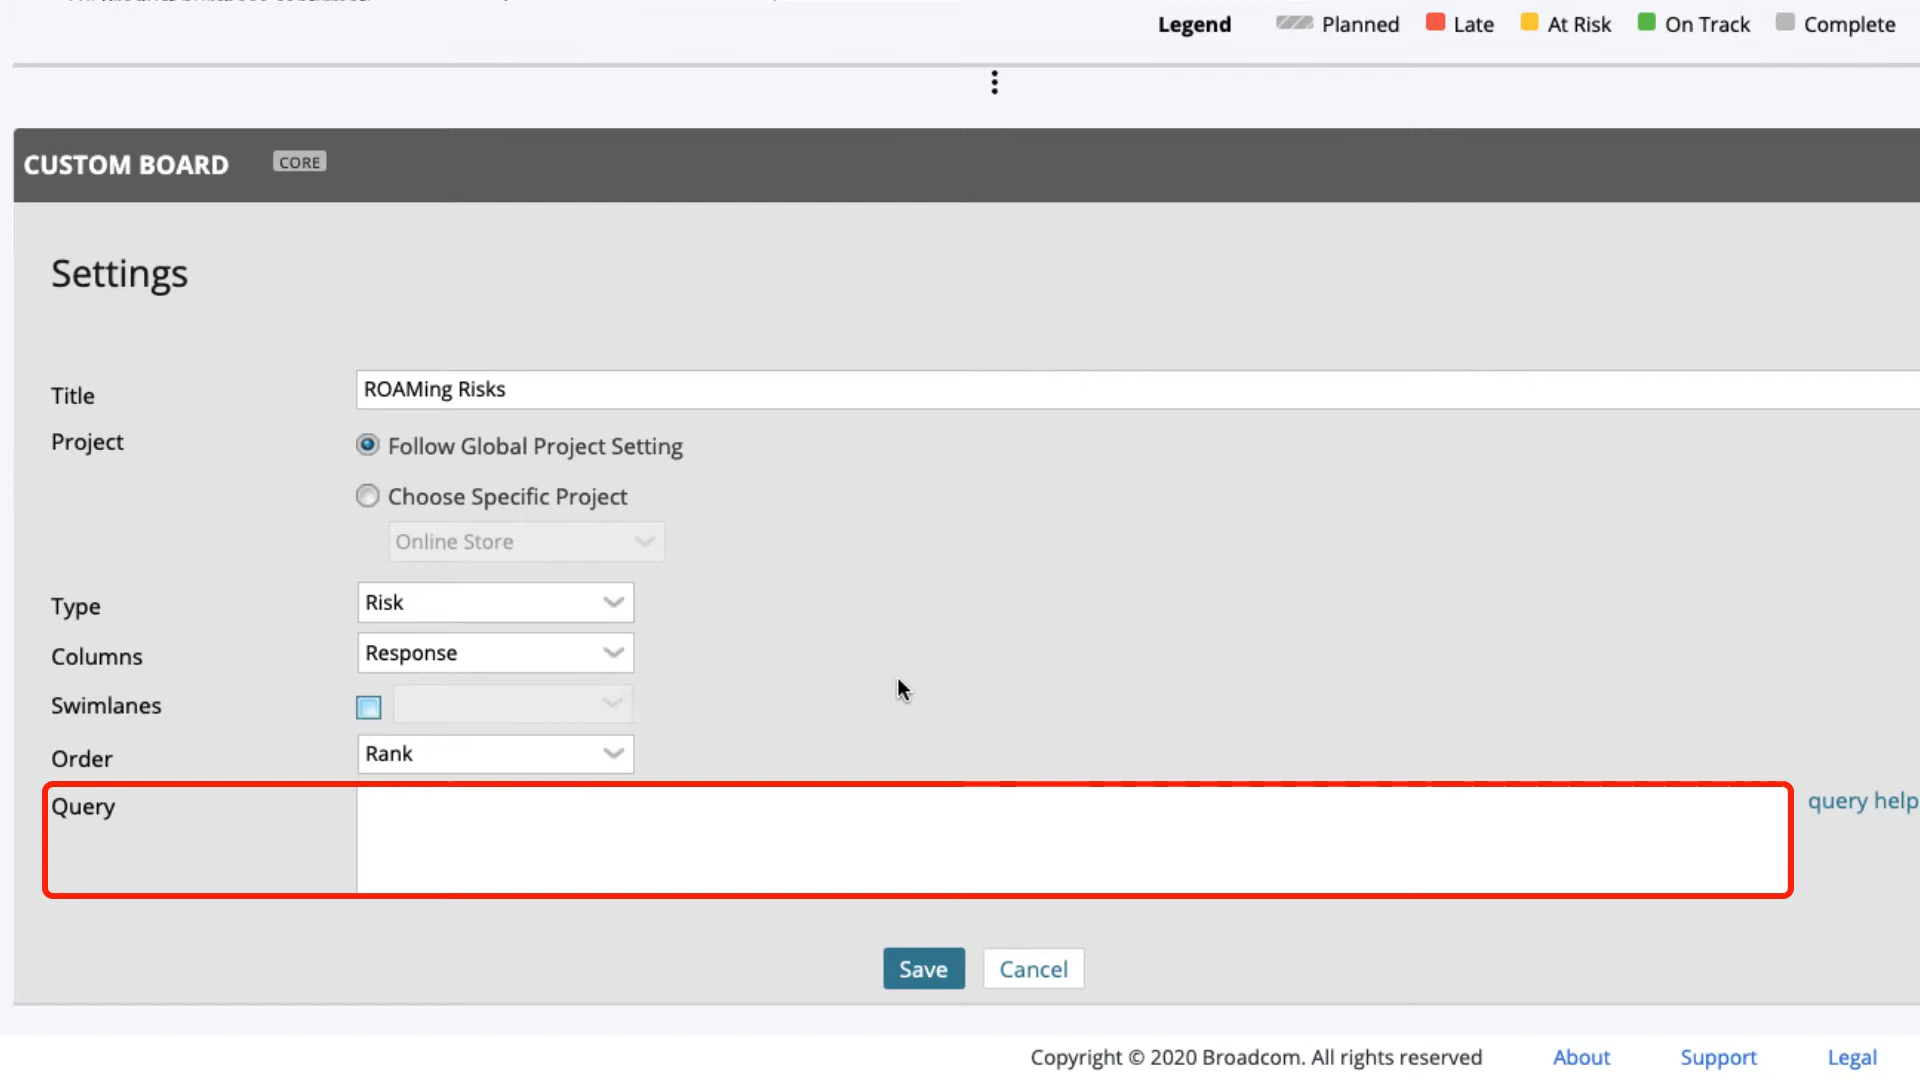 Legend Planned Late At Risk On Track Complete
CUSTOM BOARD CORE
Settings
Title ROAMing Risks
Project Follow Global Project Setting
Choose Specific Project
Online Store
Type Risk
Columns Response
Swimlanes
Order Rank
Query query help
Save Cancel
Copyright © 2020 Broadcom. All rights reserved About Support Legal